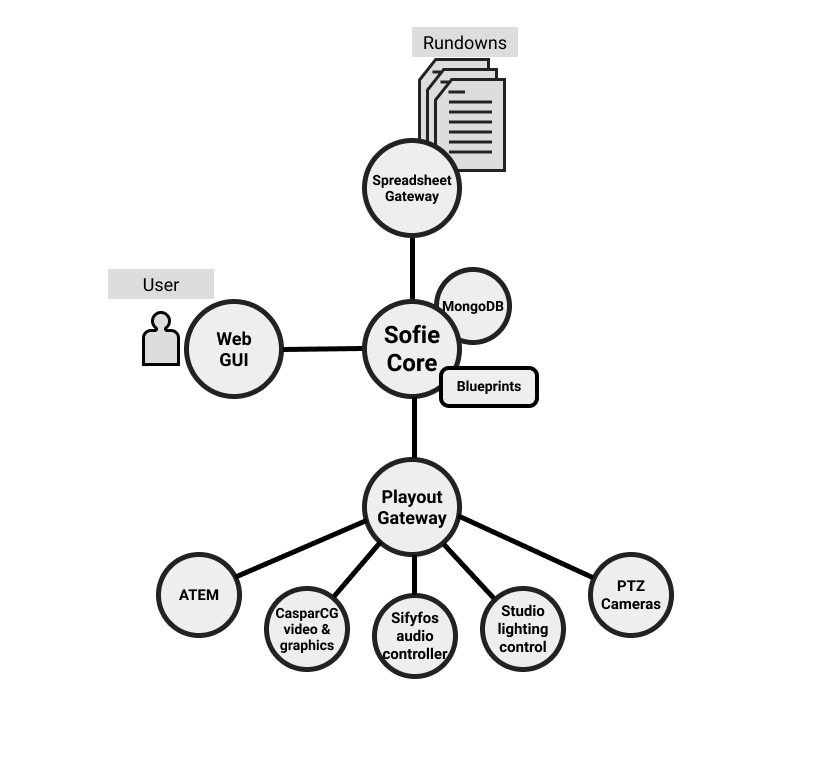 Rundowns
Spreadsheet
Gateway
User
MongoDB
Web
GUI
Sofie
Core
Blueprints
Playout
Gateway
ATEM
CasparCG
video &
graphics
Sifyfos
audio
controller
Studio
lighting
control
PTZ
Cameras